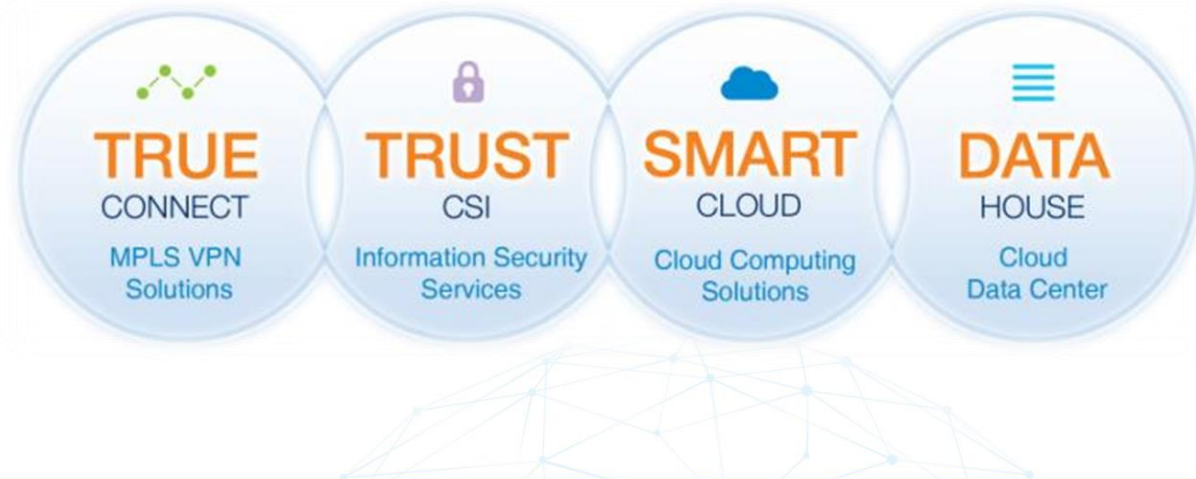 TRUE
CONNECT
MPLS VPN
Solutions
TRUST
CSI
Information Security
Services
SMART
CLOUD
Cloud Computing
Solutions
DATA
HOUSE
Cloud
Data Center